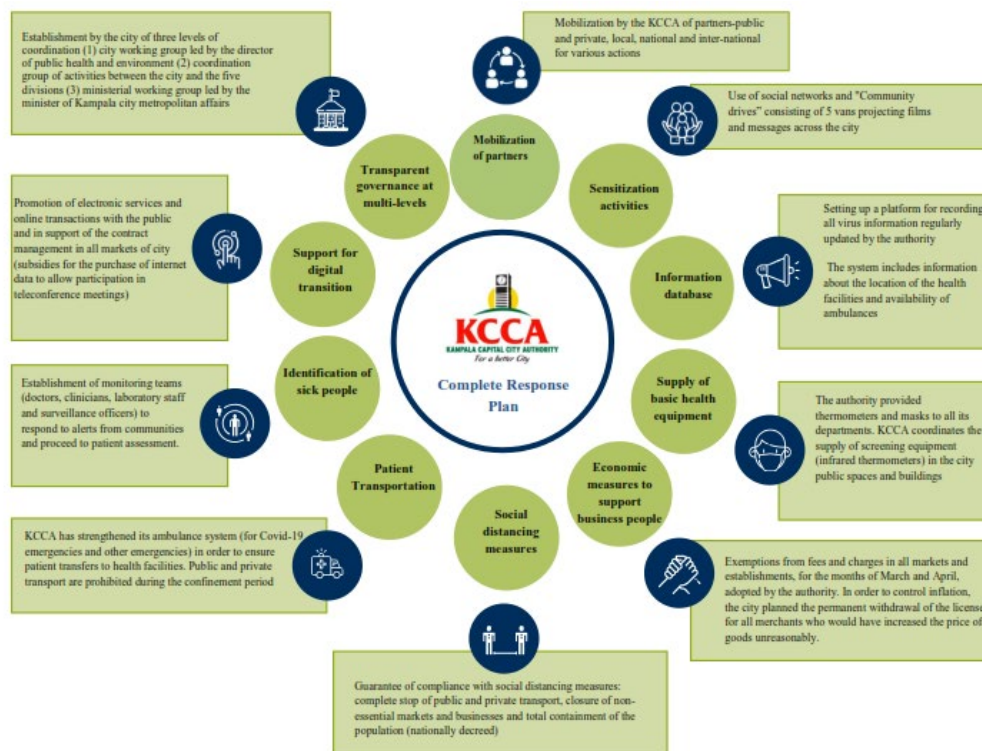 Establishment by the city of three levels of
coordination (1) city working group led by the director
of public health and environment (2) coordination
group of activities between the city and the five
divisions (3) ministerial working group led by the
minister of Kampala city metropolitan affairs
Mobilization by the KCCA of partners-public
and private, local, national and inter-national
for various actions
Use of social networks and "Community
drives" consisting of 5 vans projecting films
and messages across the city
Mobilization
of partners
Transparent
governance at
multi-levels
Sensitization
activities
Promotion of electronic services and
online transactions with the public
and in support of the contract
management in all markets of city
(subsidies for the purchase of internet
data to allow participation in
teleconference meetings)
Support for
digital
transition
Information
database
Setting up a platform for recording
all virus information regularly
updated by the authority
The system includes information
about the location of the health
facilities and availability of
ambulances
KCCA
KAMPALA CAPITAL CITY AUTHORITY
For a better City
Complete Response
Plan
Establishment of monitoring teams
(doctors, clinicians, laboratory staff
and surveillance officers) to
respond to alerts from communities
and proceed to patient assessment.
Identification of
sick people
Supply of
basic health
equipment
The authority provided
thermometers and masks to all its
departments. KCCA coordinates the
supply of screening equipment
(infrared thermometers) in the city
public spaces and buildings
Patient
Transportation
Economic
measures to
support
business people
Social
distancing
measures
KCCA has strengthened its ambulance system (for Covid-19
emergencies and other emergencies) in order to ensure
patient transfers to health facilities. Public and private
transport are prohibited during the confinement period
Exemptions from fees and charges in all markets and
establishments, for the months of March and April,
adopted by the authority. In order to control inflation,
the city planned the permanent withdrawal of the license
for all merchants who would have increased the price of
goods unreasonably.
Guarantee of compliance with social distancing measures:
complete stop of public and private transport, closure of non-
essential markets and businesses and total containment of the
population (nationally decreed)